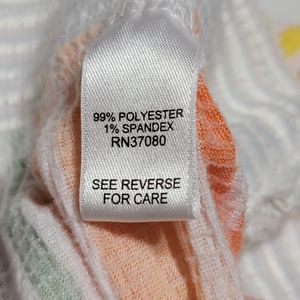 99% POLYESTER
1% SPANDEX
RN37080
SEE REVERSE
FOR CARE